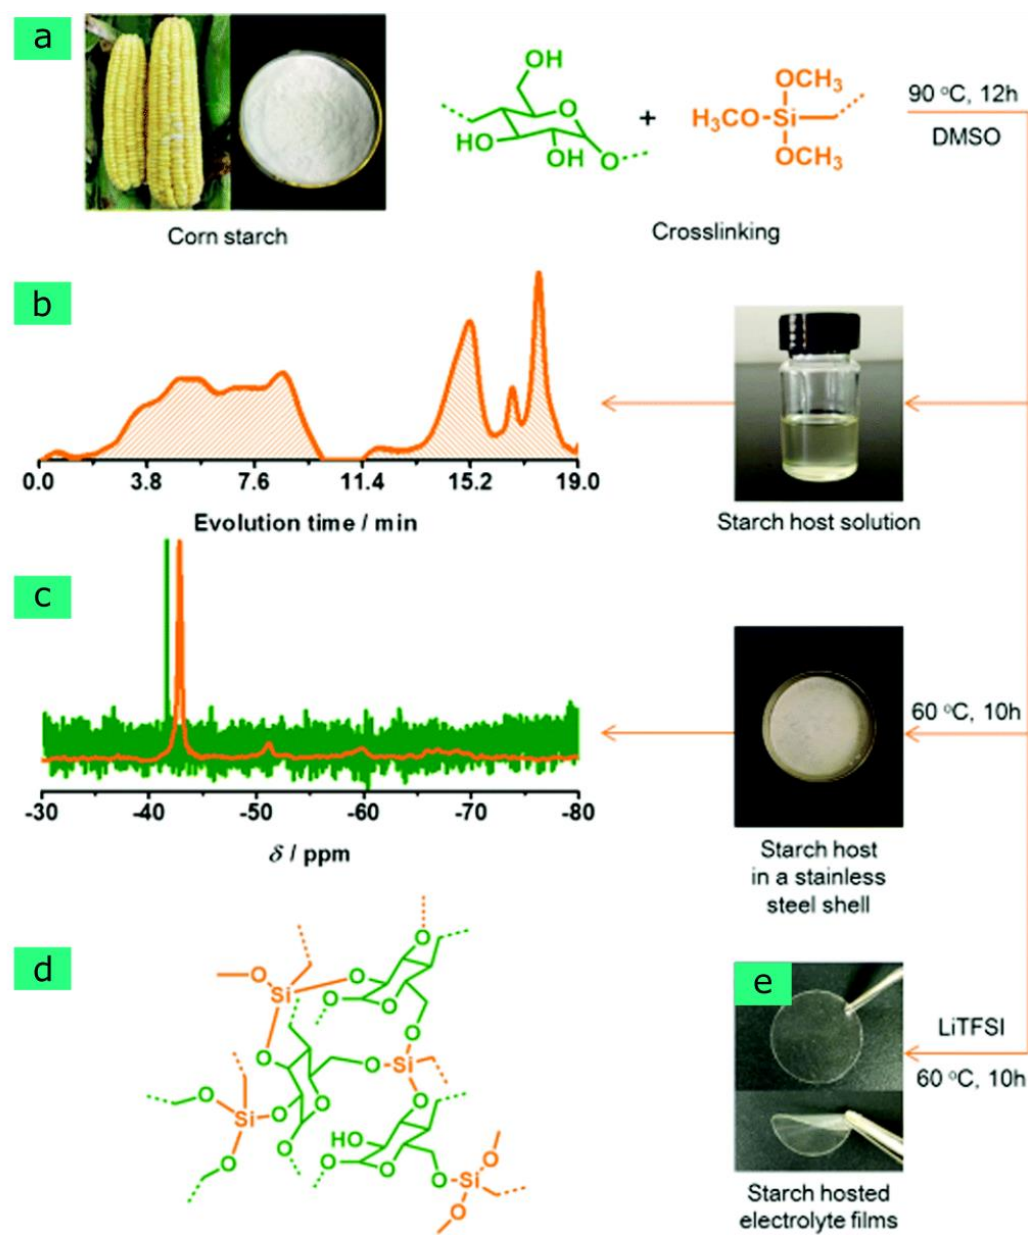 a
OH
O
HO
OH
O
+
OCH3
H3CO-Si
OCH3
90 °C, 12h
DMSO
Corn starch
Crosslinking
b
0.0 3.8 7.6 11.4 15.2 19.0
Evolution time / min
Starch host solution
c
-30 -40 -50 -60 -70 -80
δ / ppm
60 °C, 10h
Starch host
in a stainless
steel shell
d
O
O
O
Si
O
O
O
O
O
Si
O
O
Si
O
O
O
O
HO
O
O
O
O
O
Si
O
e
LiTFSI
60 °C, 10h
Starch hosted
electrolyte films